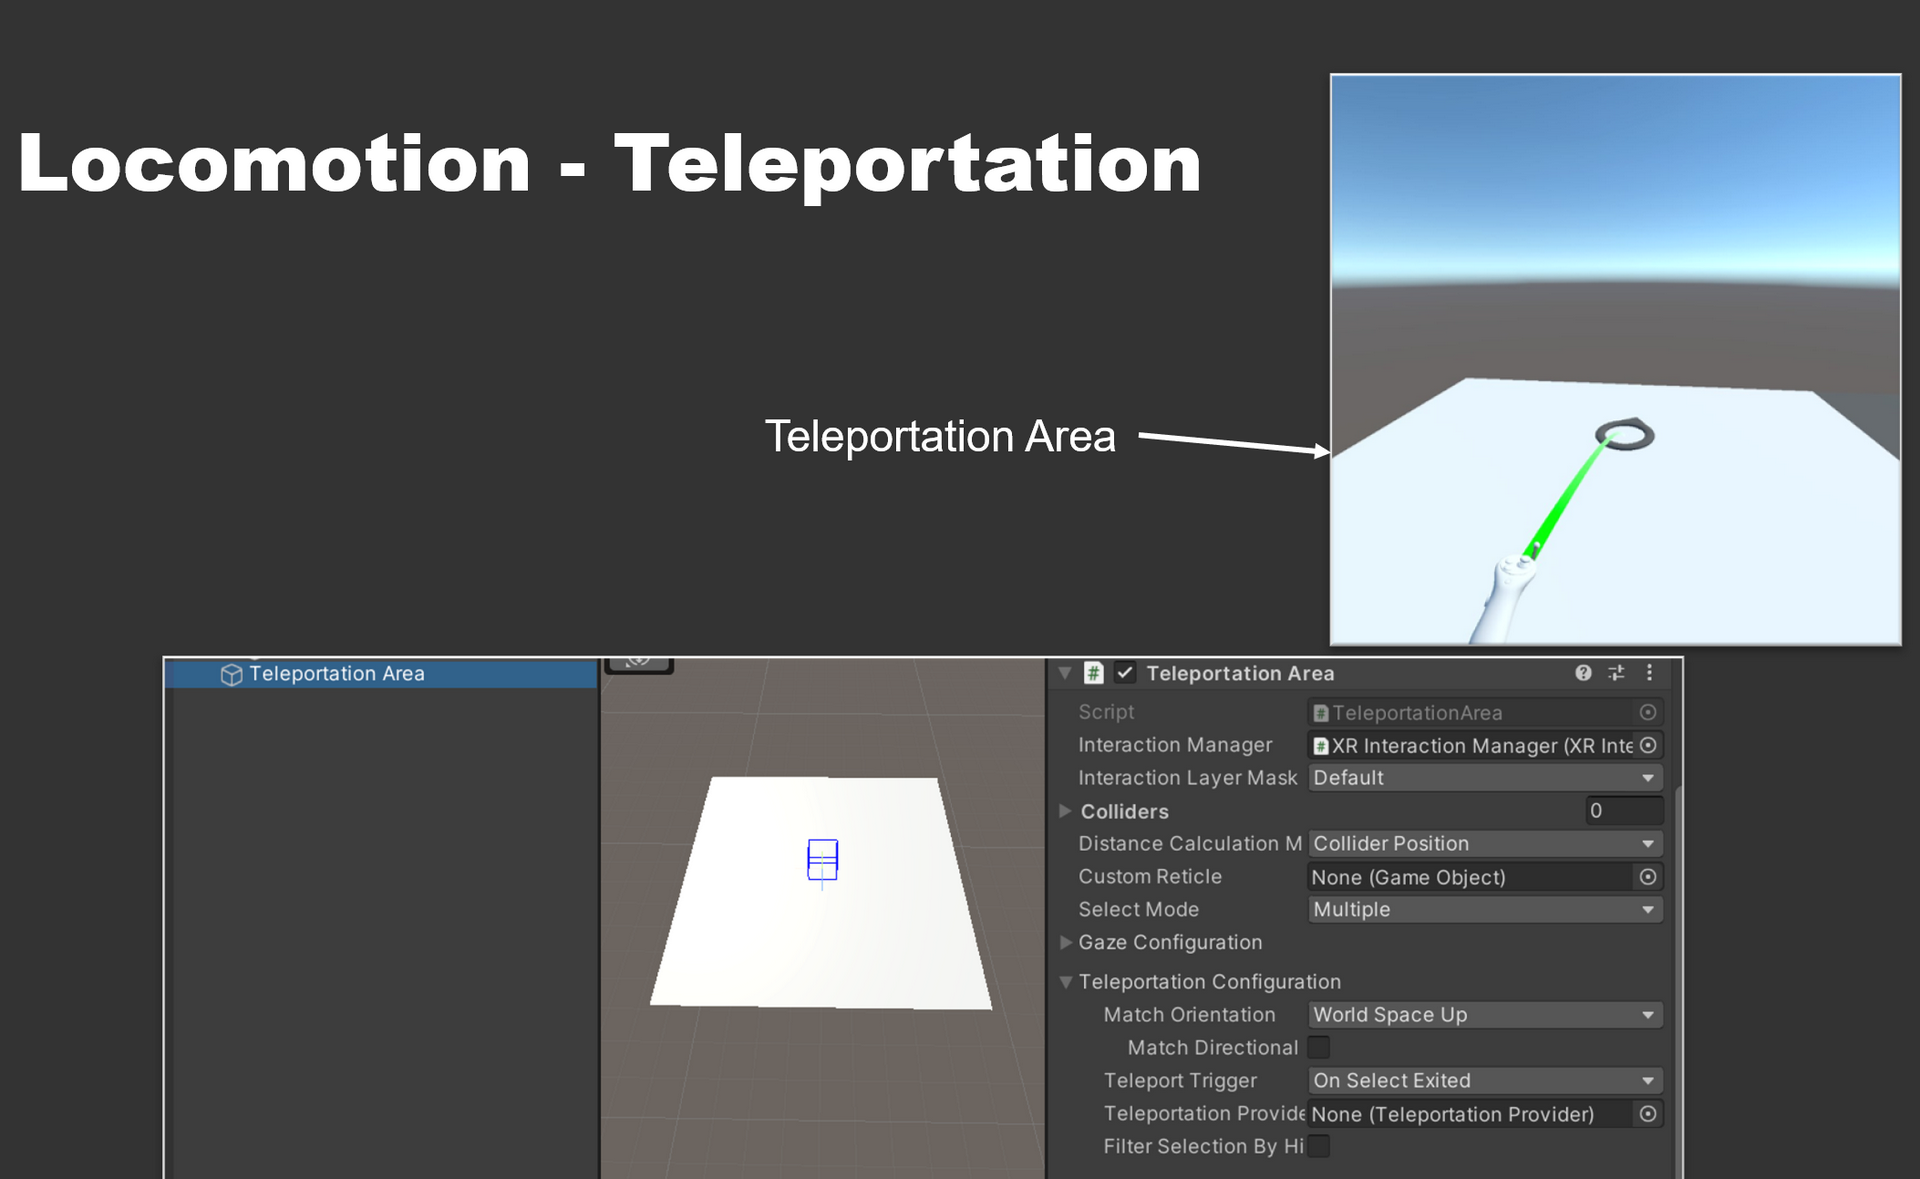 Locomotion - Teleportation
Teleportation Area
Teleportation Area
Teleportation Area
Script
TeleportationArea
Interaction Manager
XR Interaction Manager (XR Inte
Interaction Layer Mask
Default
Colliders
0
Distance Calculation M
Collider Position
Custom Reticle
None (Game Object)
Select Mode
Multiple
Gaze Configuration
Teleportation Configuration
Match Orientation
World Space Up
Match Directional
Teleport Trigger
On Select Exited
Teleportation Provide
None (Teleportation Provider)
Filter Selection By Hi